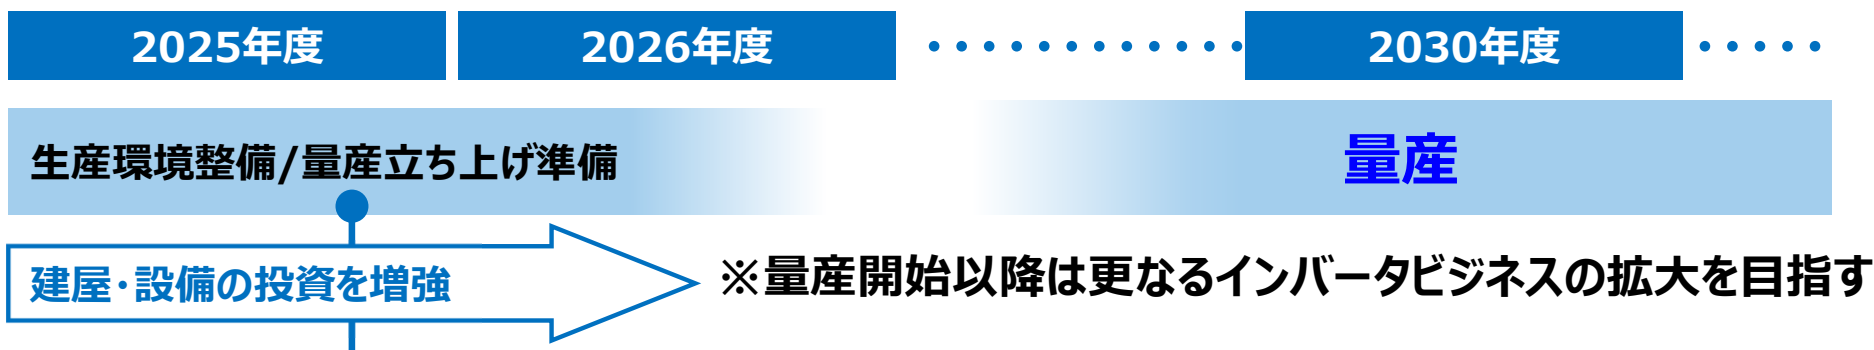 2025年度 2026年度 2030年度
生産環境整備/量産立ち上げ準備 量産
建屋･設備の投資を増強
※量産開始以降は更なるインバータビジネスの拡大を目指す